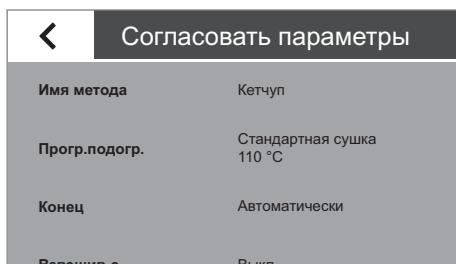 Согласовать параметры
Имя метода Кетчуп
Прогр.подогр. Стандартная сушка
110 °C
Конец Автоматически